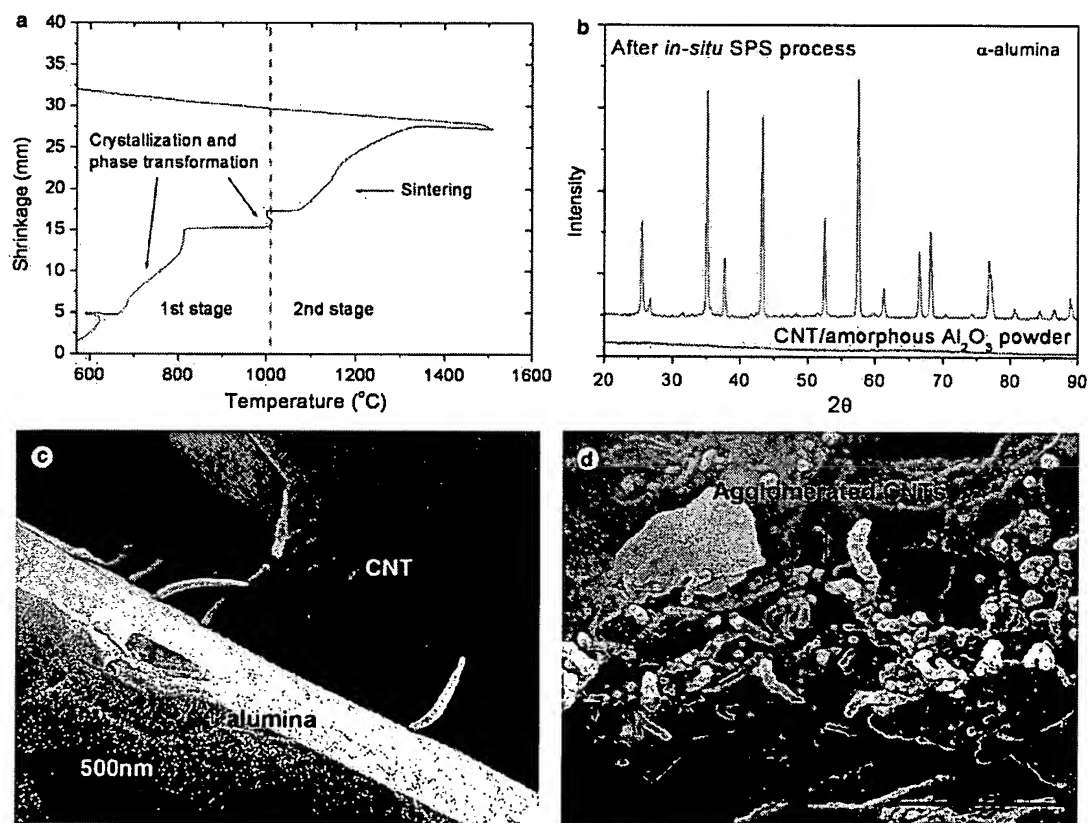 a
40
35
30
25
20
15
10
5
0
Shrinkage (mm)
Crystallization and
phase transformation
Sintering
1st stage
2nd stage
600 800 1000 1200 1400 1600
Temperature (°C)
b
After in-situ SPS process
α-alumina
Intensity
CNT/amorphous Al₂O₃ powder
20 30 40 50 60 70 80 90
2θ
c
CNT
alumina
500nm
d
Agglomerated CNTs